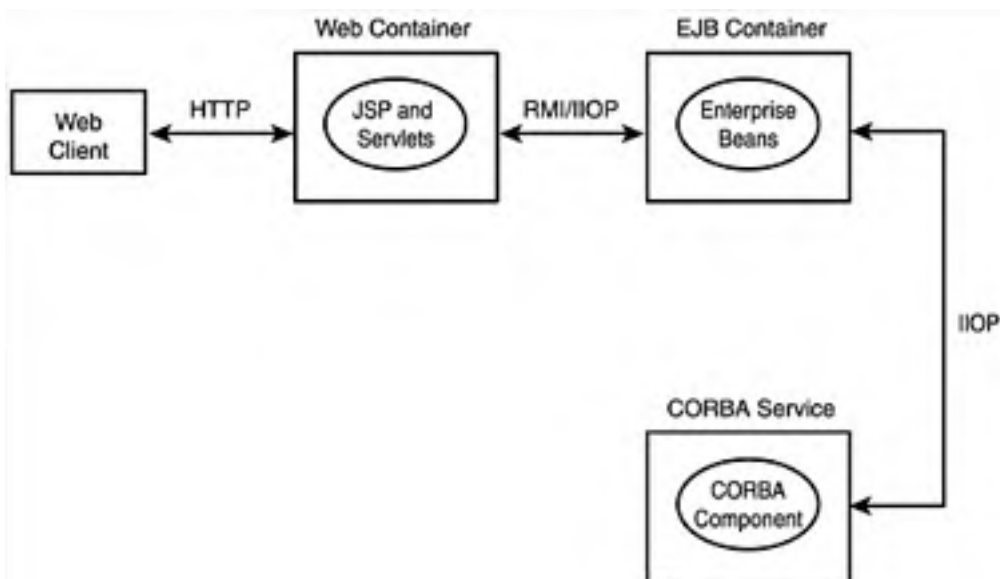 Web Container
EJB Container
Web
Client
HTTP
JSP and
Servlets
RMI/IIOP
Enterprise
Beans
IIOP
CORBA Service
CORBA
Component